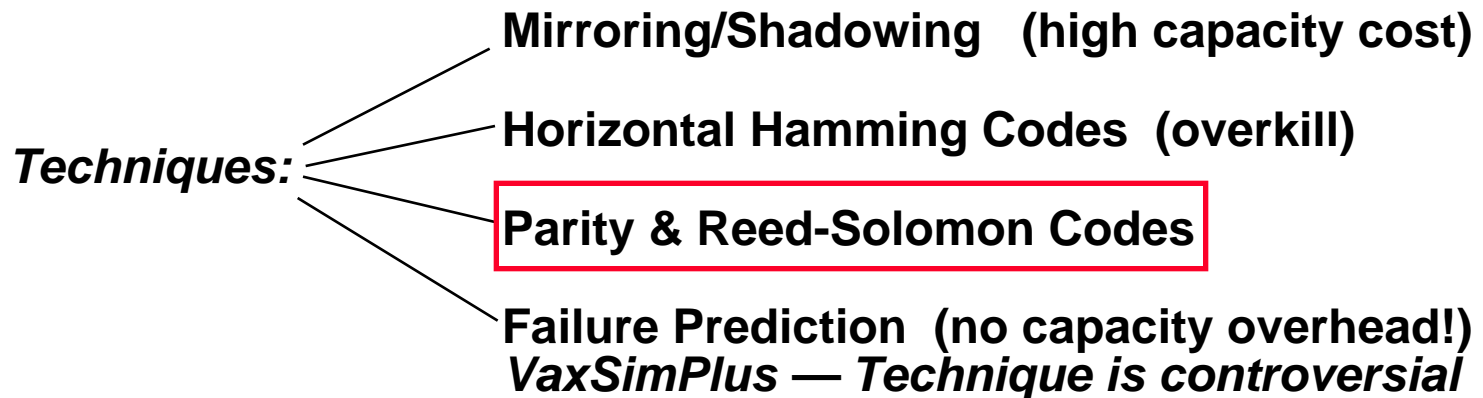 Techniques:
Mirroring/Shadowing (high capacity cost)
Horizontal Hamming Codes (overkill)
Parity & Reed-Solomon Codes
Failure Prediction (no capacity overhead!)
VaxSimPlus — Technique is controversial